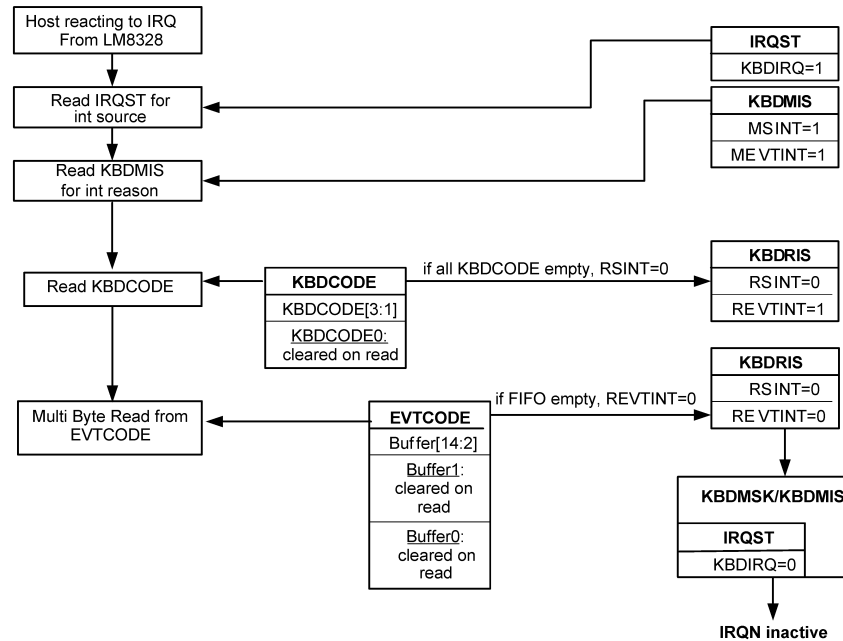 Host reacting to IRQ
From LM8328
IRQST
KBDIRQ=1
Read IRQST for
int source
KBDMIS
MSINT=1
MEVTINT=1
Read KBDMIS
for int reason
Read KBDCODE
KBDCODE
KBDCODE[3:1]
KBDCODE0:
cleared on read
if all KBDCODE empty, RSINT=0
KBDRIS
RSINT=0
REVTINT=1
Multi Byte Read from
EVTCODE
EVTCODE
Buffer[14:2]
Buffer1:
cleared on
read
Buffer0:
cleared on
read
if FIFO empty, REVTINT=0
KBDRIS
RSINT=0
REVTINT=0
KBDMSK/KBDMIS
IRQST
KBDIRQ=0
IRQN inactive